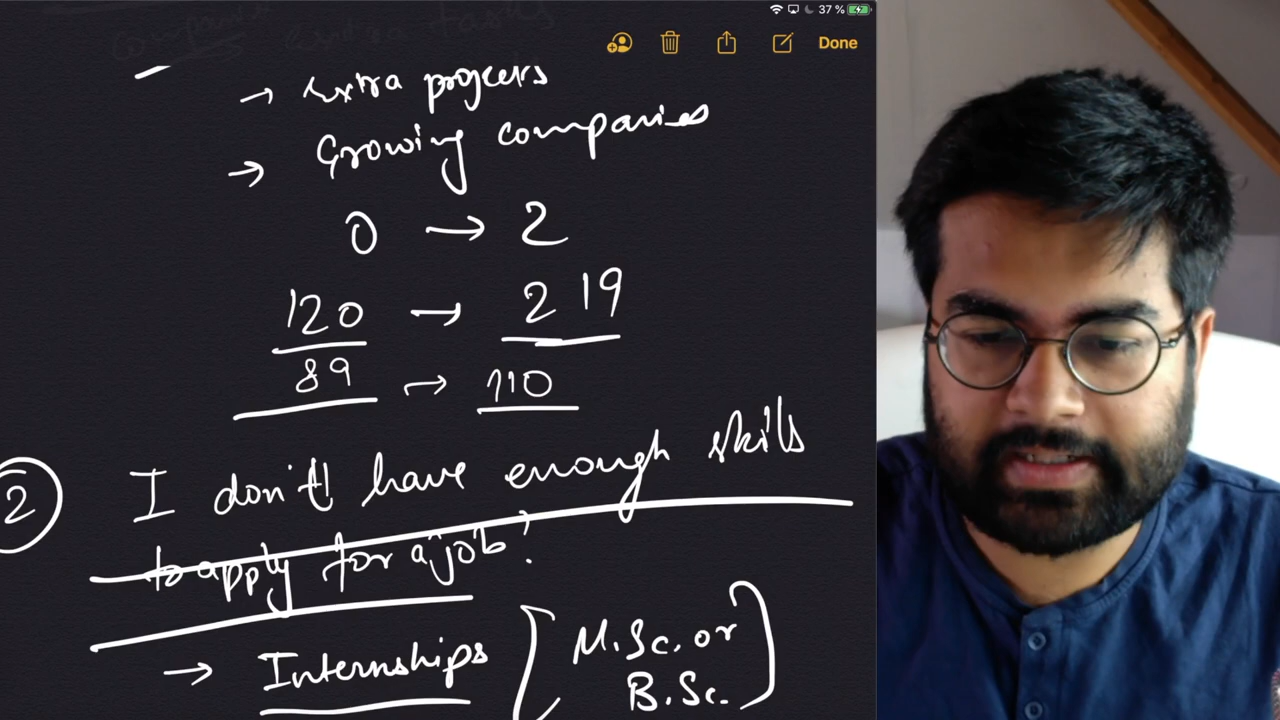 37 %
Done
→ Extra projects
→ Growing companies
0 → 2
120 → 219
89 → 110
2 I don't have enough skills
to apply for a job?
→ Internships [M.Sc. or
B.Sc.]